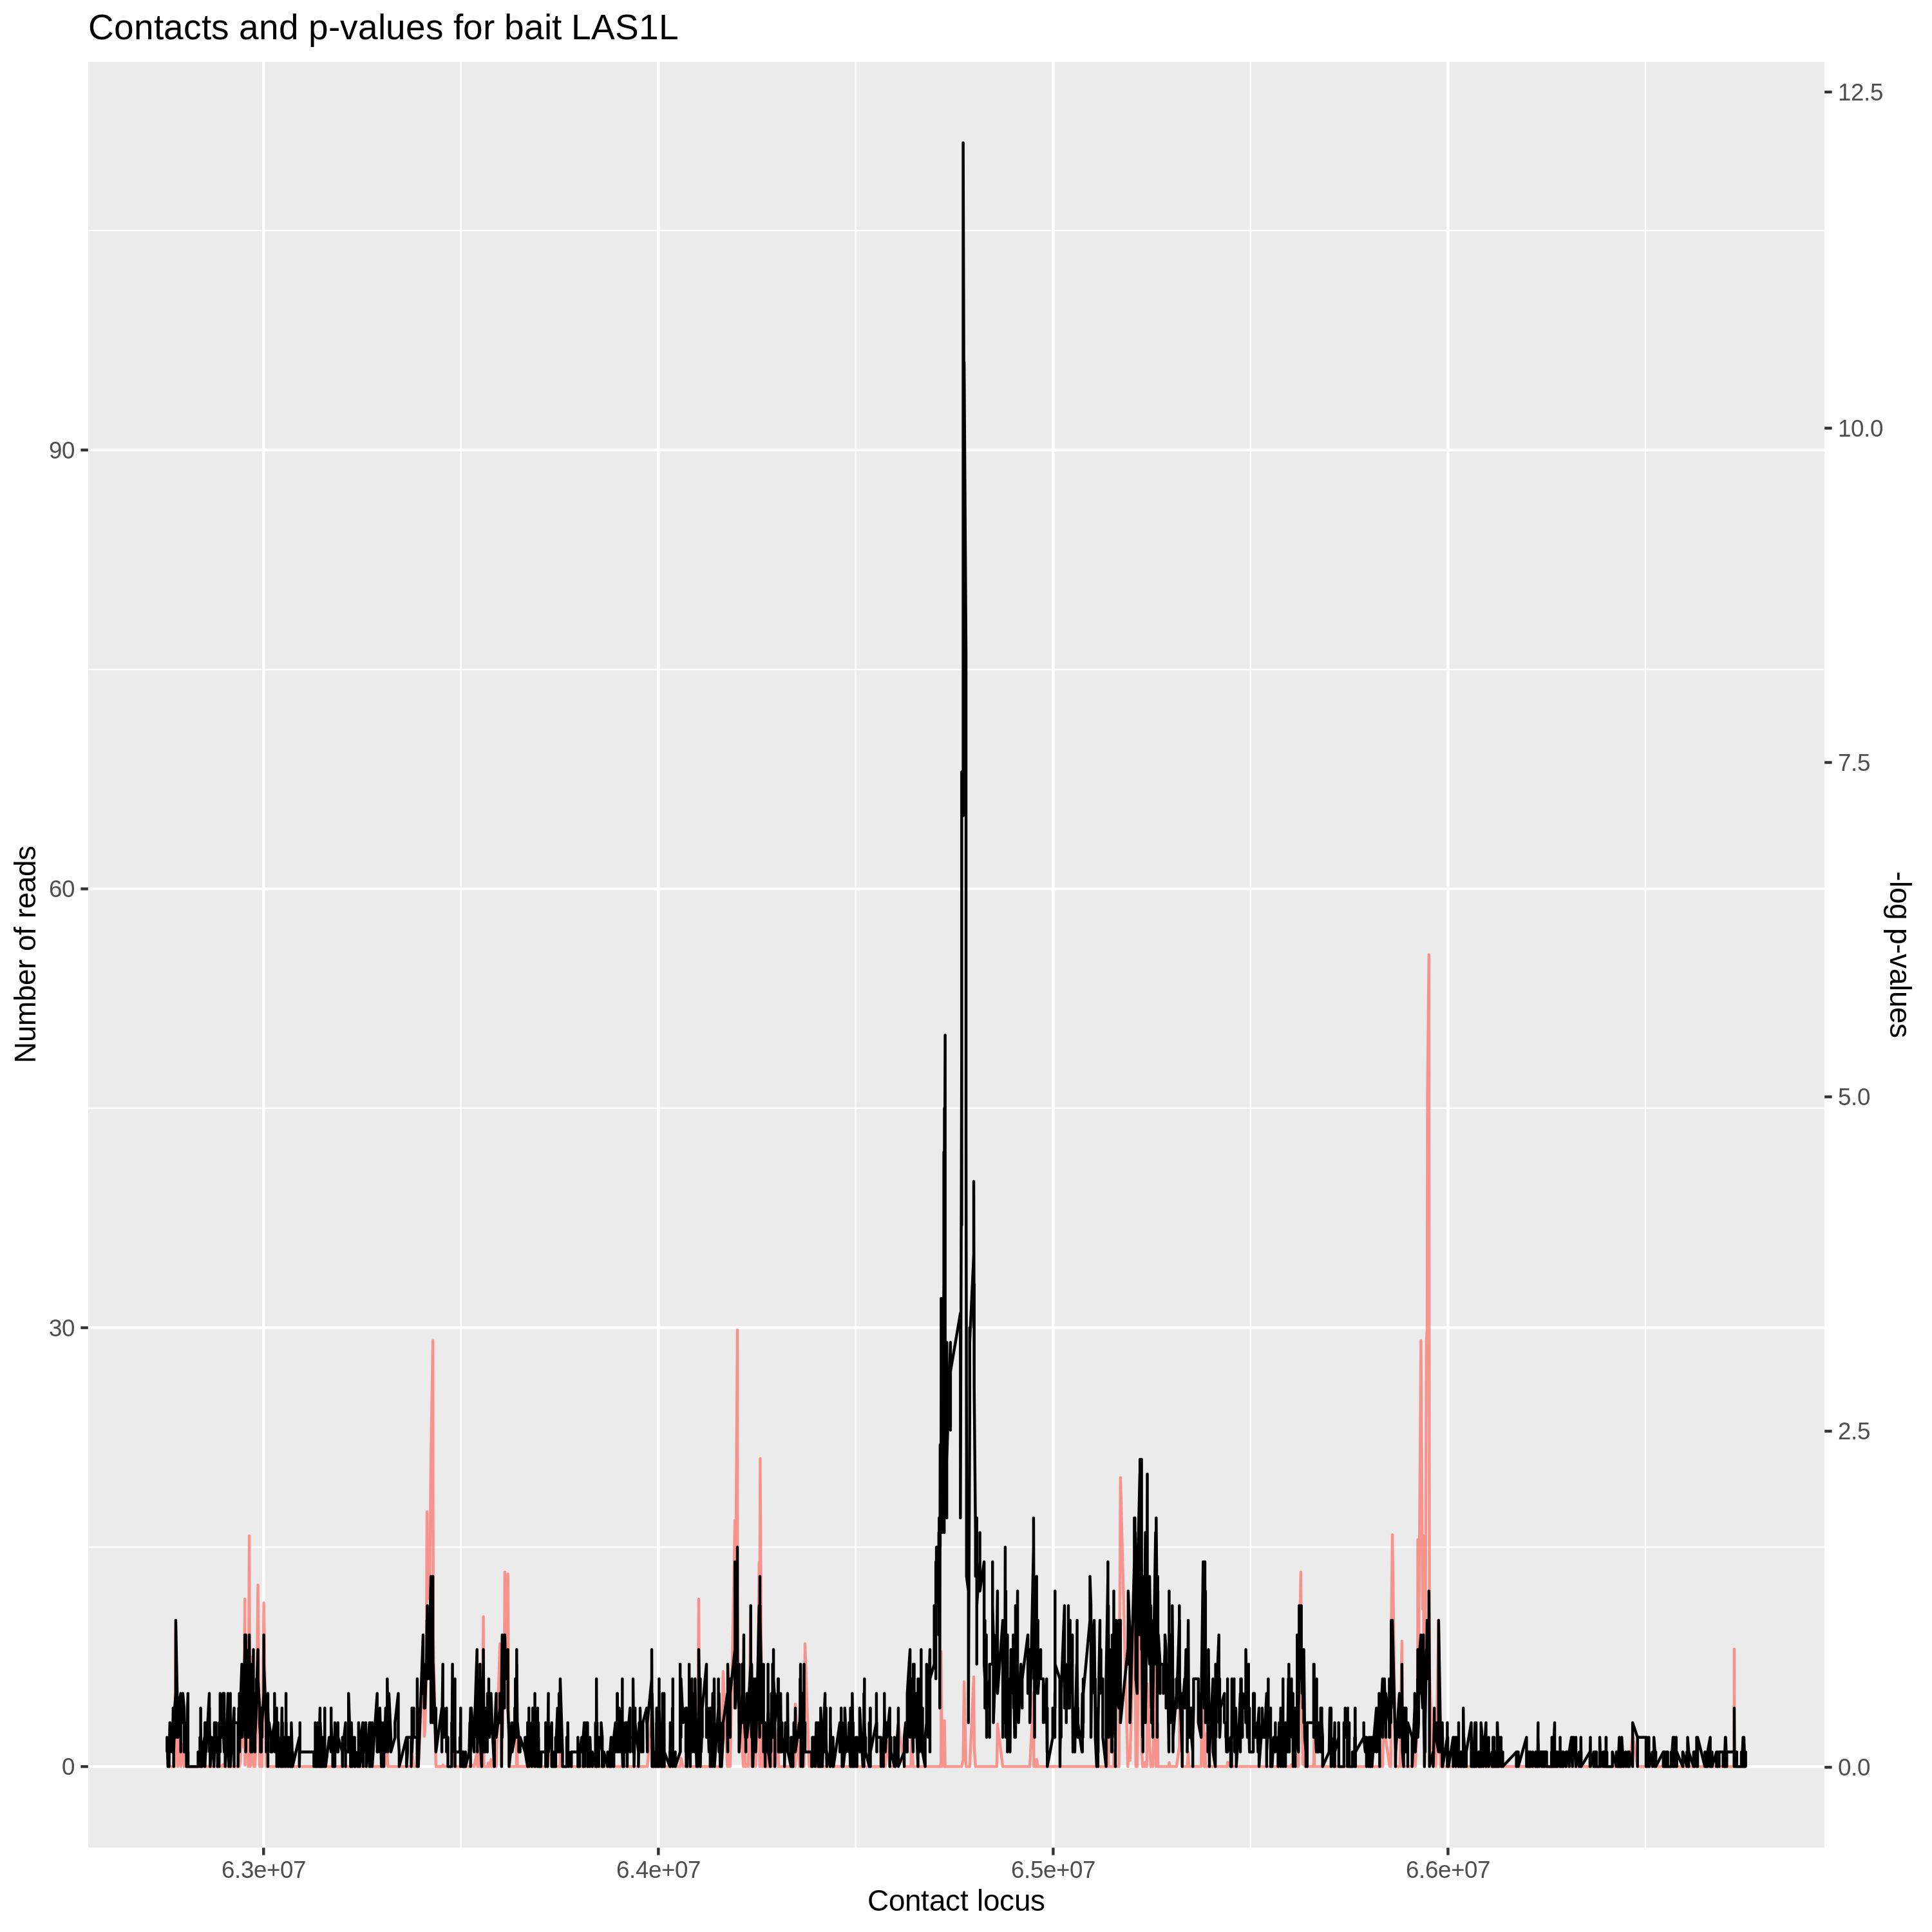 Contacts and p-values for bait LAS1L
12.5
10.0
90
7.5
Number of reads
60
-log p-values
5.0
30
2.5
0
0.0
6.3e+07
6.4e+07
6.5e+07
6.6e+07
Contact locus